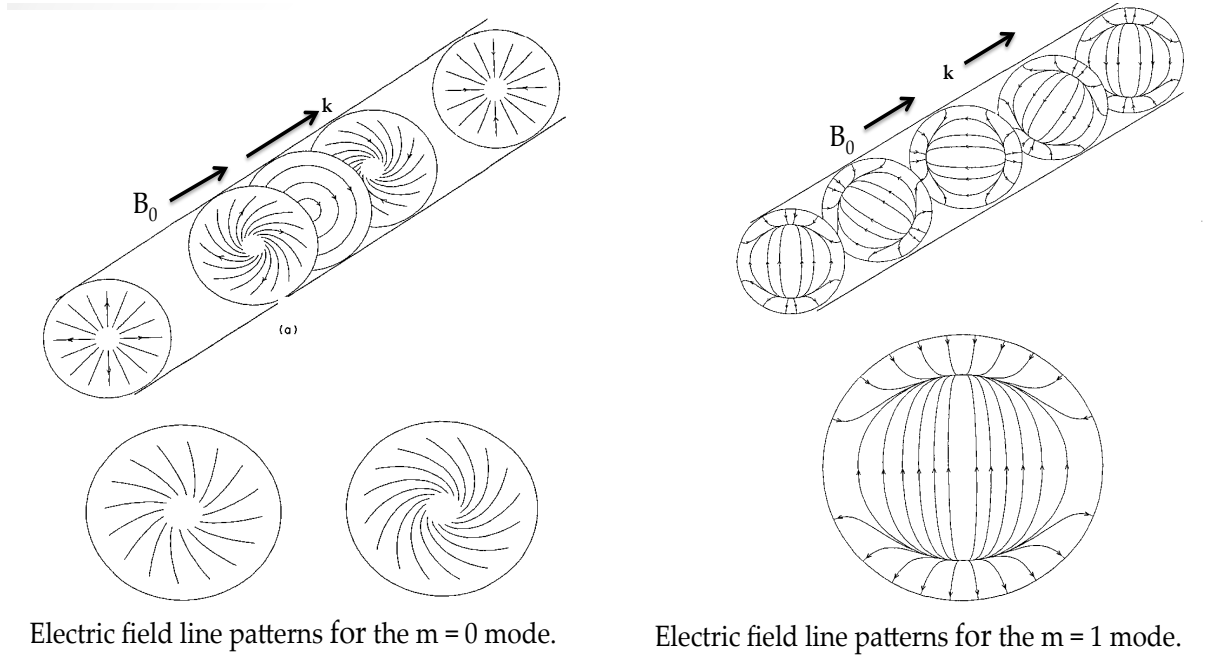 k
B₀
(a)
Electric field line patterns for the m = 0 mode.
k
B₀
Electric field line patterns for the m = 1 mode.